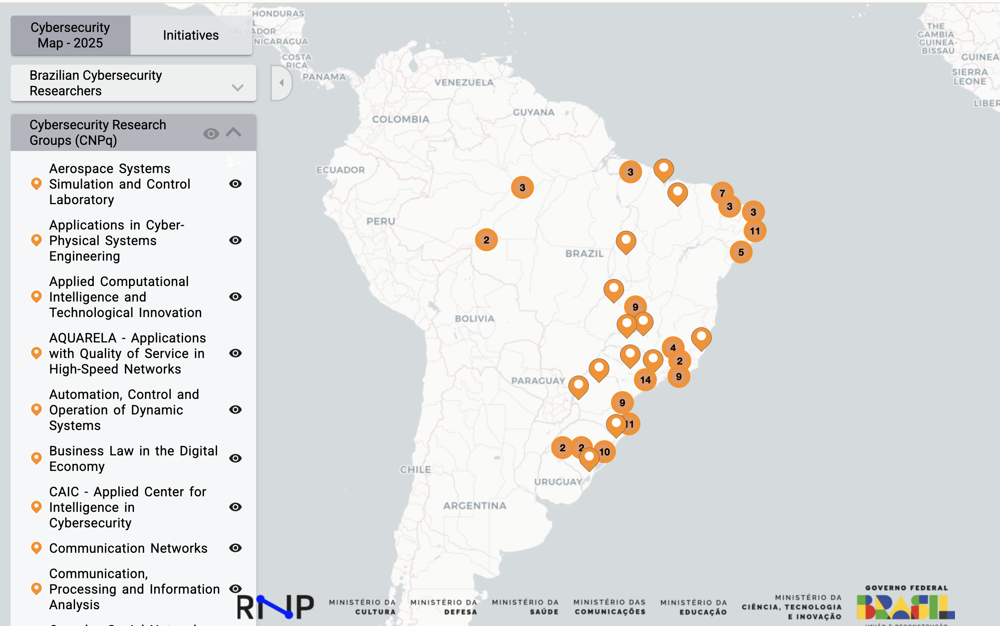 Cybersecurity
Map - 2025
Initiatives
Brazilian Cybersecurity
Researchers
Cybersecurity Research
Groups (CNPq)
Aerospace Systems
Simulation and Control
Laboratory
Applications in Cyber-
Physical Systems
Engineering
Applied Computational
Intelligence and
Technological Innovation
AQUARELA - Applications
with Quality of Service in
High-Speed Networks
Automation, Control and
Operation of Dynamic
Systems
Business Law in the Digital
Economy
CAIC - Applied Center for
Intelligence in
Cybersecurity
Communication Networks
Communication,
Processing and Information
Analysis
HONDURAS
EL
SALVADOR
NICARAGUA
COSTA
RICA
PANAMA
VENEZUELA
GUYANA
COLOMBIA
ECUADOR
PERU
BRAZIL
BOLIVIA
PARAGUAY
CHILE
URUGUAY
ARGENTINA
THE
GAMBIA
GUINEA-
BISSAU
GUINEA
SIERRA
LEONE
LIBER
3
3
7
3
3
11
5
2
9
4
2
9
14
9
11
2
2
10
RNP
MINISTÉRIO DA
CULTURA
MINISTÉRIO DA
DEFESA
MINISTÉRIO DA
SAÚDE
MINISTÉRIO DAS
COMUNICAÇÕES
MINISTÉRIO DA
EDUCAÇÃO
MINISTÉRIO DA
CIÊNCIA, TECNOLOGIA
E INOVAÇÃO
GOVERNO FEDERAL
BRASIL